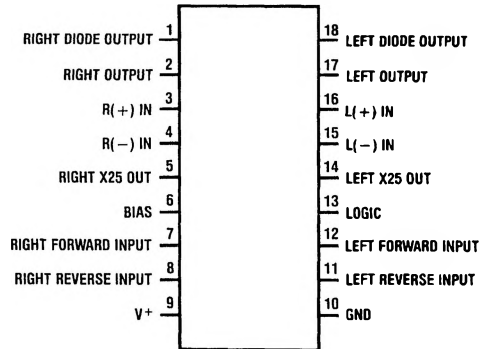 RIGHT DIODE OUTPUT 1
RIGHT OUTPUT 2
R(+) IN 3
R(−) IN 4
RIGHT X25 OUT 5
BIAS 6
RIGHT FORWARD INPUT 7
RIGHT REVERSE INPUT 8
V+ 9
18 LEFT DIODE OUTPUT
17 LEFT OUTPUT
16 L(+) IN
15 L(−) IN
14 LEFT X25 OUT
13 LOGIC
12 LEFT FORWARD INPUT
11 LEFT REVERSE INPUT
10 GND